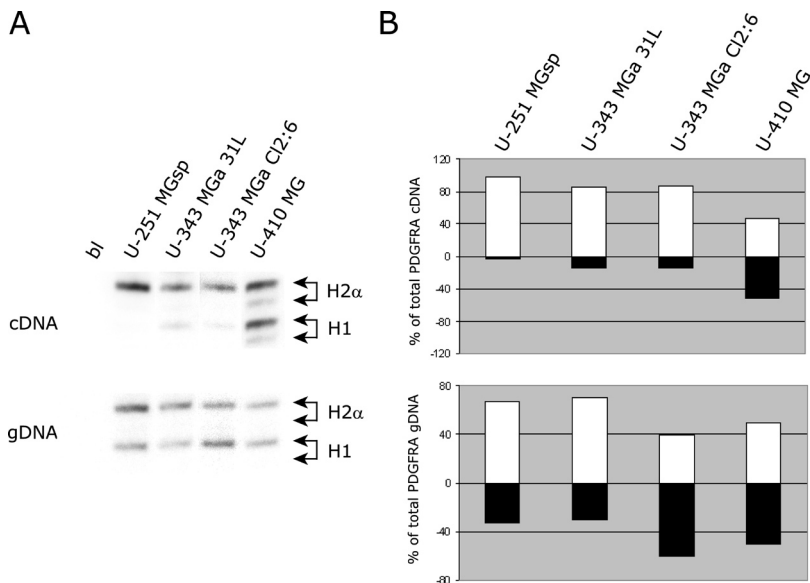 A
bl
U-251 MGsp
U-343 MGa 31L
U-343 MGa Cl2:6
U-410 MG
cDNA
H2α
H1
gDNA
H2α
H1
B
U-251 MGsp
U-343 MGa 31L
U-343 MGa Cl2:6
U-410 MG
% of total PDGFRA cDNA
120
80
40
0
-40
-80
-120
% of total PDGFRA gDNA
80
40
0
-40
-80